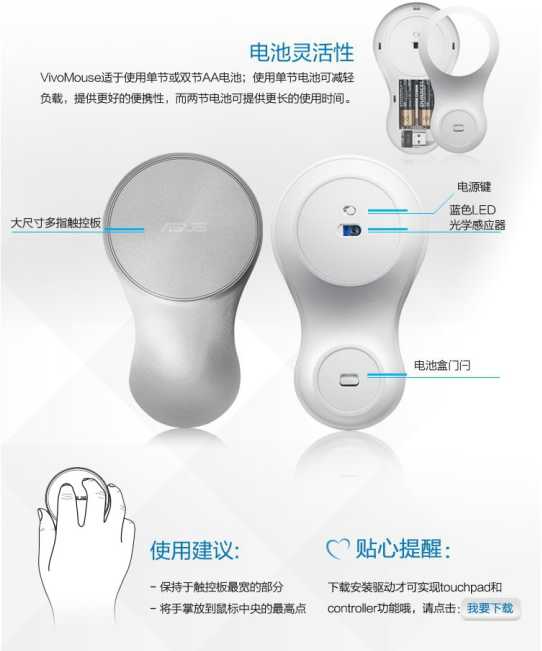 电池灵活性
VivoMouse适于使用单节或双节AA电池；使用单节电池可减轻
负载，提供更好的便携性，而两节电池可提供更长的使用时间。
电源键
大尺寸多指触控板
ASUS
蓝色LED
光学感应器
电池盒门闩
使用建议：
- 保持于触控板最宽的部分
- 将手掌放到鼠标中央的最高点
贴心提醒：
下载安装驱动才可实现touchpad和
controller功能哦，请点击：我要下载